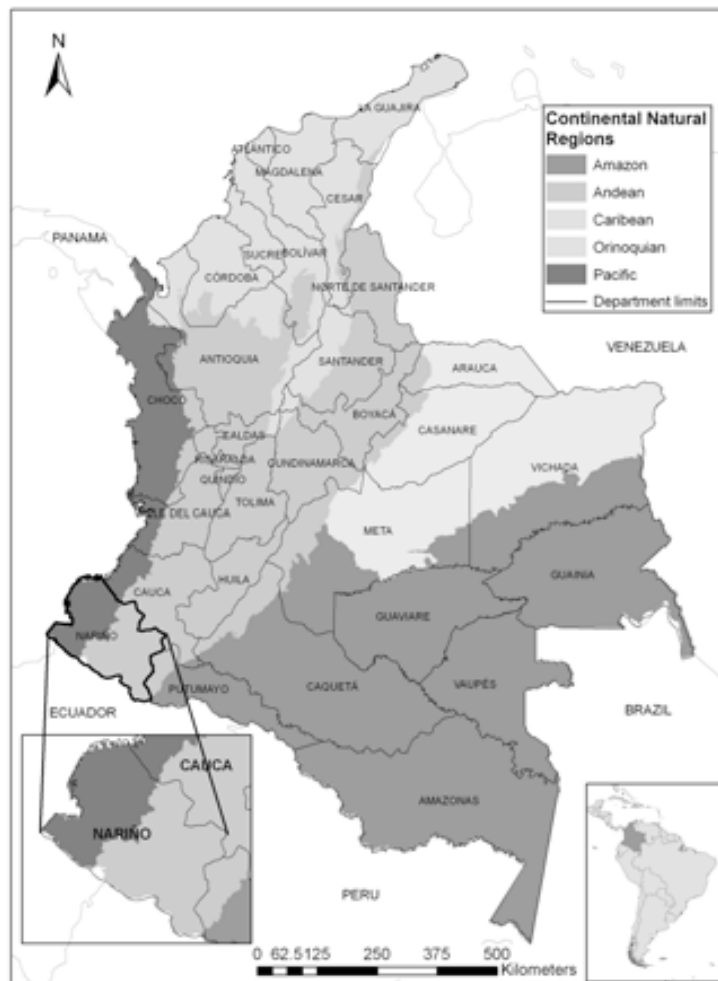 N
LA GUAJIRA
ATLÁNTICO
MAGDALENA
CESAR
Continental Natural
Regions
Amazon
Andean
Caribean
Orinoquian
Pacific
Department limits
PANAMA
SUCRE
BOLÍVAR
CÓRDOBA
NORTE DE SANTANDER
VENEZUELA
ANTIOQUIA
SANTANDER
ARAUCA
CHOCÓ
BOYACÁ
CASANARE
CALDAS
RISARALDA
CUNDINAMARCA
QUINDÍO
VICHADA
TOLIMA
VALLE DEL CAUCA
META
HUILA
CAUCA
GUAINÍA
GUAVIARE
NARIÑO
CAQUETÁ
VAUPÉS
PUTUMAYO
ECUADOR
BRAZIL
CAUCA
AMAZONAS
NARIÑO
PERU
0 62.5 125 250 375 500
Kilometers